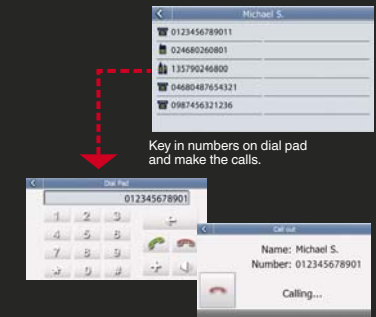 Michael S.
0123456789011
024680260801
135790246800
04680487654321
0987456321236
Key in numbers on dial pad
and make the calls.
Dial Pad
012345678901
1 2 3
4 5 6
7 8 9
* 0 #
Call out
Name: Michael S.
Number: 012345678901
Calling...